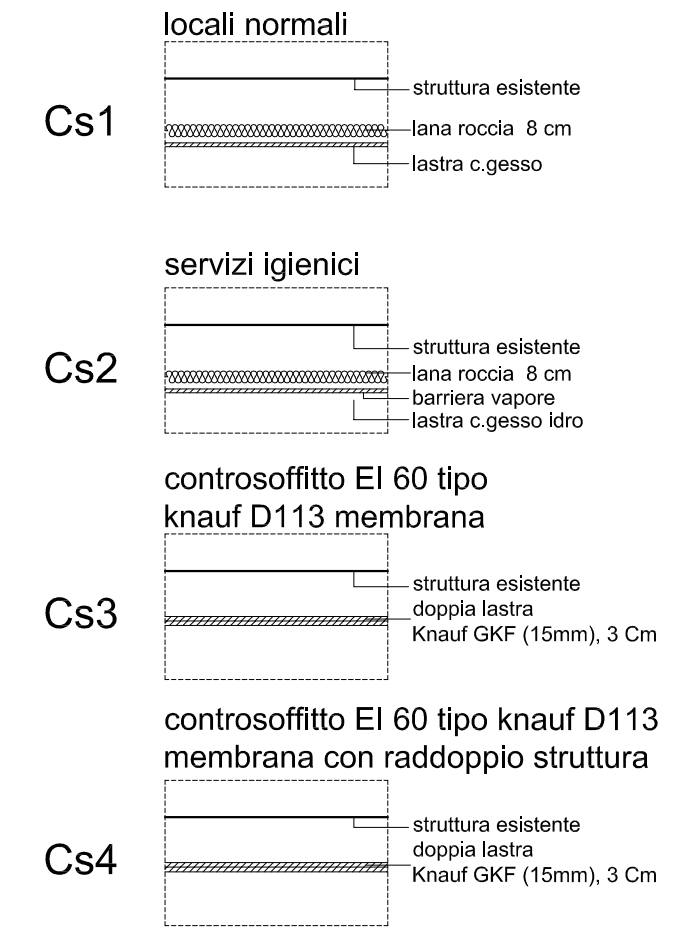 locali normali
Cs1
struttura esistente
lana roccia 8 cm
lastra c.gesso
servizi igienici
Cs2
struttura esistente
lana roccia 8 cm
barriera vapore
lastra c.gesso idro
controsoffitto EI 60 tipo
knauf D113 membrana
Cs3
struttura esistente
doppia lastra
Knauf GKF (15mm), 3 Cm
controsoffitto EI 60 tipo knauf D113
membrana con raddoppio struttura
Cs4
struttura esistente
doppia lastra
Knauf GKF (15mm), 3 Cm